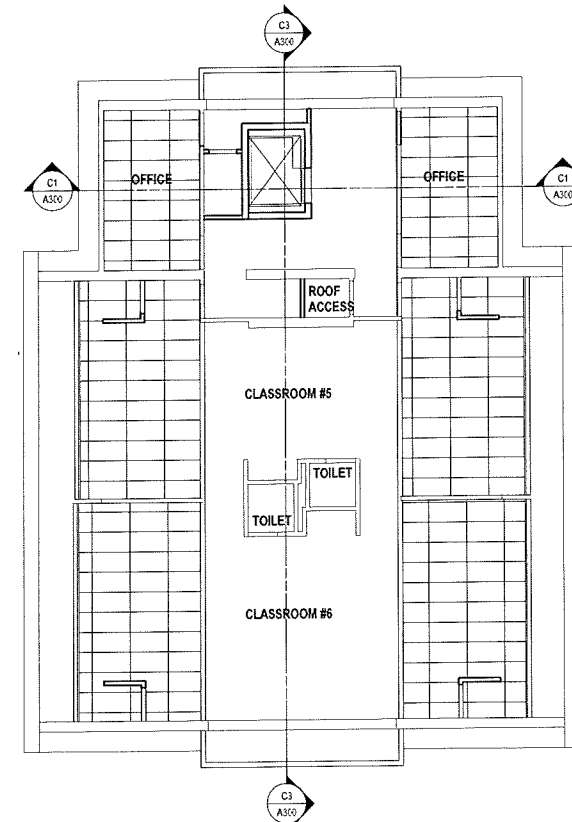 C3
A300
OFFICE
OFFICE
C1
A300
C1
A300
ROOF
ACCESS
CLASSROOM #5
TOILET
TOILET
CLASSROOM #6
C3
A300